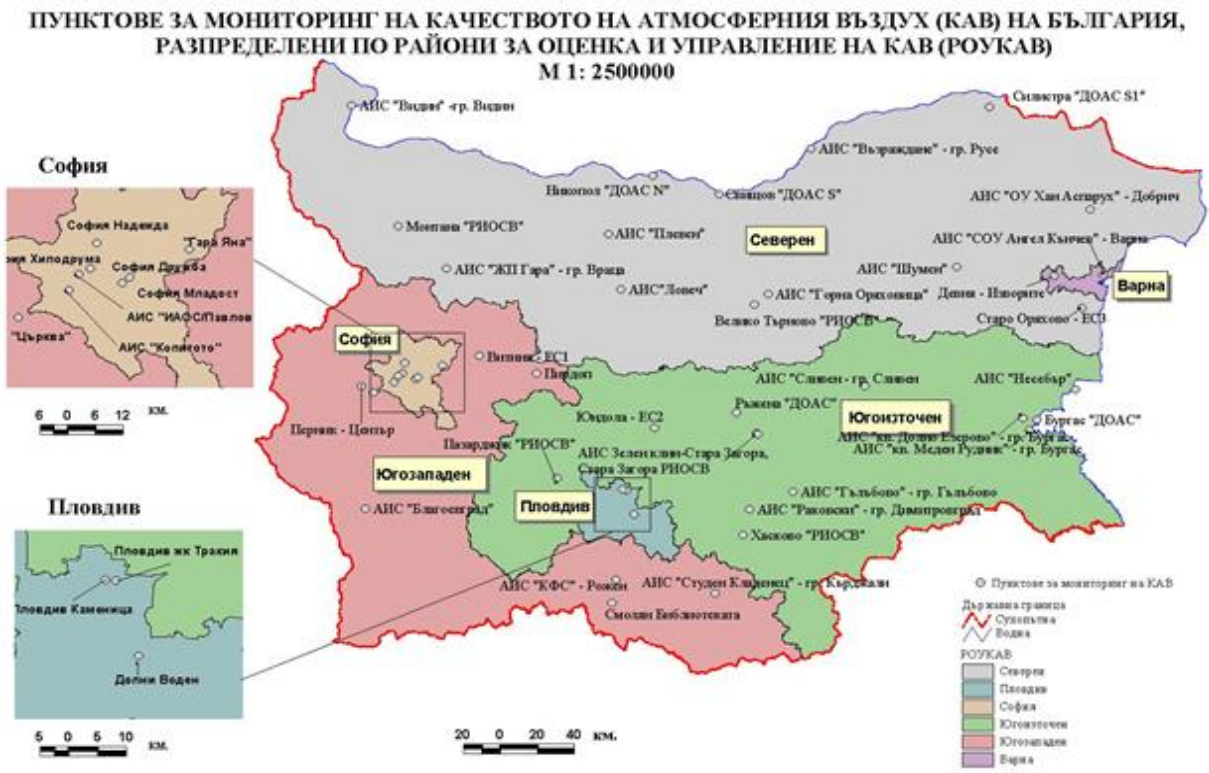 ПУНКТОВЕ ЗА МОНИТОРИНГ НА КАЧЕСТВОТО НА АТМОСФЕРНИЯ ВЪЗДУХ (КАВ) НА БЪЛГАРИЯ,
РАЗПРЕДЕЛЕНИ ПО РАЙОНИ ЗА ОЦЕНКА И УПРАВЛЕНИЕ НА КАВ (РОУКАВ)
М 1: 2500000
АИС "Видин" -гр. Видин
Силистра "ДОАС S1"
АИС "Възраждане" - гр. Русе
Никопол "ДОАС N"
Свищов "ДОАС S"
АИС "ОУ Хан Аспарух" - Добрич
Монтана "РИОСВ"
АИС "Плевен"
Северен
АИС "СОУ Ангел Кънчев" - Варна
АИС "ЖП Гара" - гр. Враца
АИС "Шумен"
Варна
АИС"Ловеч"
АИС "Горна Оряховица"
Девня - Изворите
Велико Търново "РИОСВ"
Старо Оряхово - ЕС3
София
Витиня - ЕС1
Пирдоп
АИС "Сливен - гр. Сливен
АИС "Несебър"
Ражена "ДОАС"
Юндола - ЕС2
Югоизточен
Бургас "ДОАС"
Перник - Център
Пазарджик "РИОСВ"
АИС "кв. Долно Езерово" - гр. Бургас
АИС Зелен клин-Стара Загора,
АИС "кв. Меден Рудник" - гр. Бургас
Стара Загора РИОСВ
Югозападен
Пловдив
АИС "Гълъбово" - гр. Гълъбово
АИС "Благоевград"
АИС "Раковски" - гр. Димитровград
Хасково "РИОСВ"
АИС "КФС" - Рожен
АИС "Студен Кладенец" - гр. Кърджали
Смолян Библиотеката
20 0 20 40 км.
София
София Надежда
"Гара Яна"
рия Хиподрума
София Дружба
София Младост
АИС "ИАОС/Павлов
"Църква"
АИС "Копитото"
6 0 6 12 км.
Пловдив
Пловдив жк Тракия
Пловдив Каменица
Долни Воден
5 0 5 10 км.
Пунктове за мониторинг на КАВ
Държавна граница
Сухопътна
Водна
РОУКАВ
Северен
Пловдив
София
Югоизточен
Югозападен
Варна